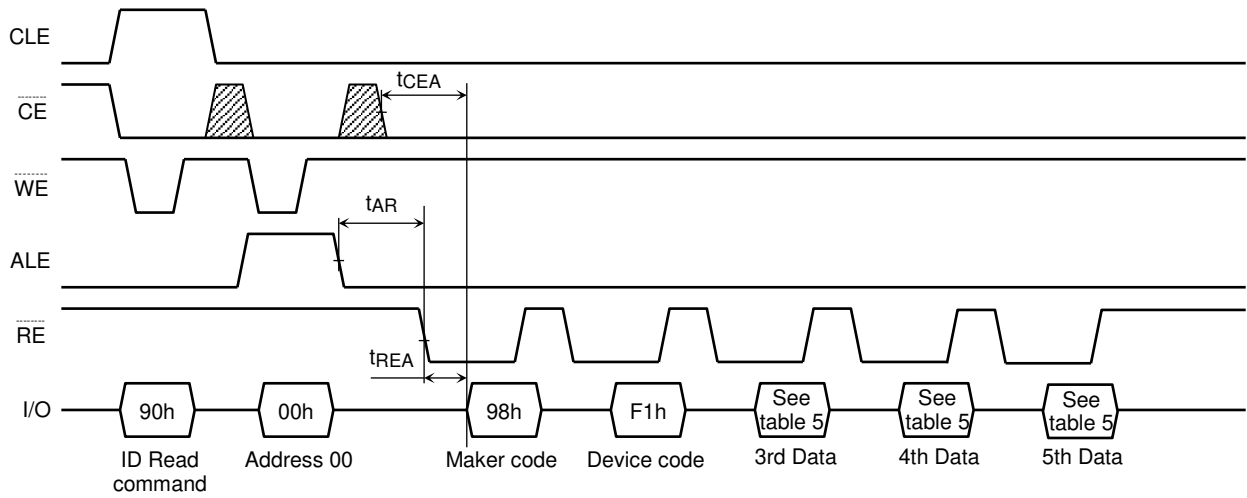 CLE
tCEA
CE
WE
tAR
ALE
RE
tREA
I/O
90h
00h
98h
F1h
See
table 5
See
table 5
See
table 5
ID Read
command
Address 00
Maker code
Device code
3rd Data
4th Data
5th Data